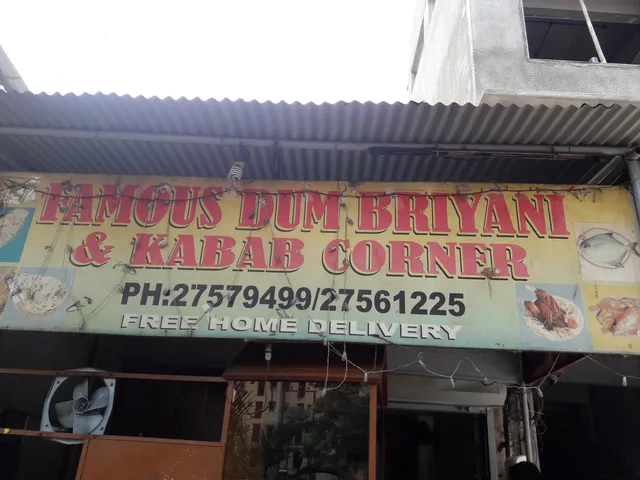 FAMOUS DUM BRIYANI
& KABAB CORNER
PH:27579499/27561225
FREE HOME DELIVERY